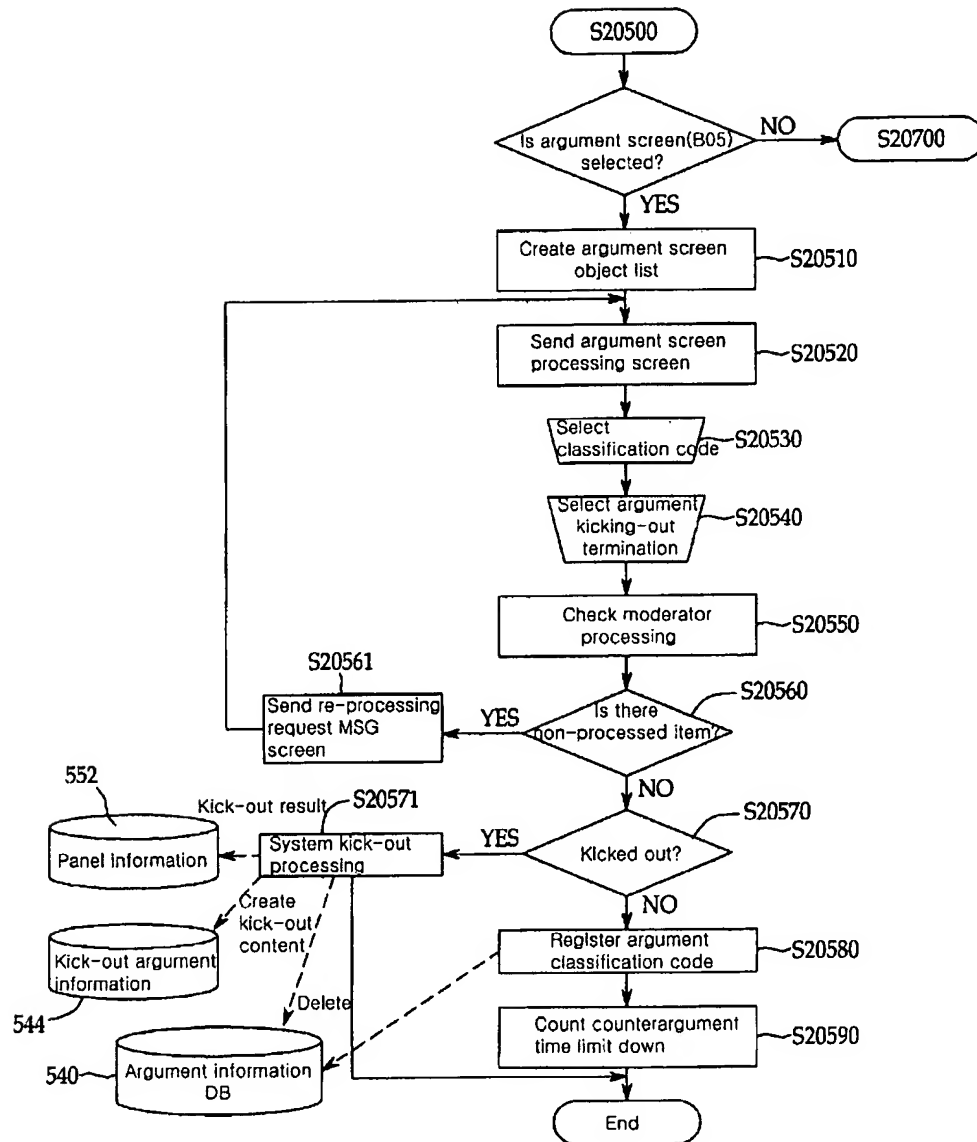 S20500
Is argument screen(B05)
selected?
NO
S20700
YES
Create argument screen
object list
S20510
Send argument screen
processing screen
S20520
Select
classification code
S20530
Select argument
kicking-out
termination
S20540
Check moderator
processing
S20550
S20561
Send re-processing
request MSG
screen
YES
Is there
non-processed item?
S20560
NO
552
Kick-out result
S20571
Panel information
System kick-out
processing
YES
Kicked out?
S20570
NO
Create
kick-out
content
Kick-out argument
information
544
Register argument
classification code
S20580
Delete
Count counterargument
time limit down
S20590
540
Argument information
DB
End